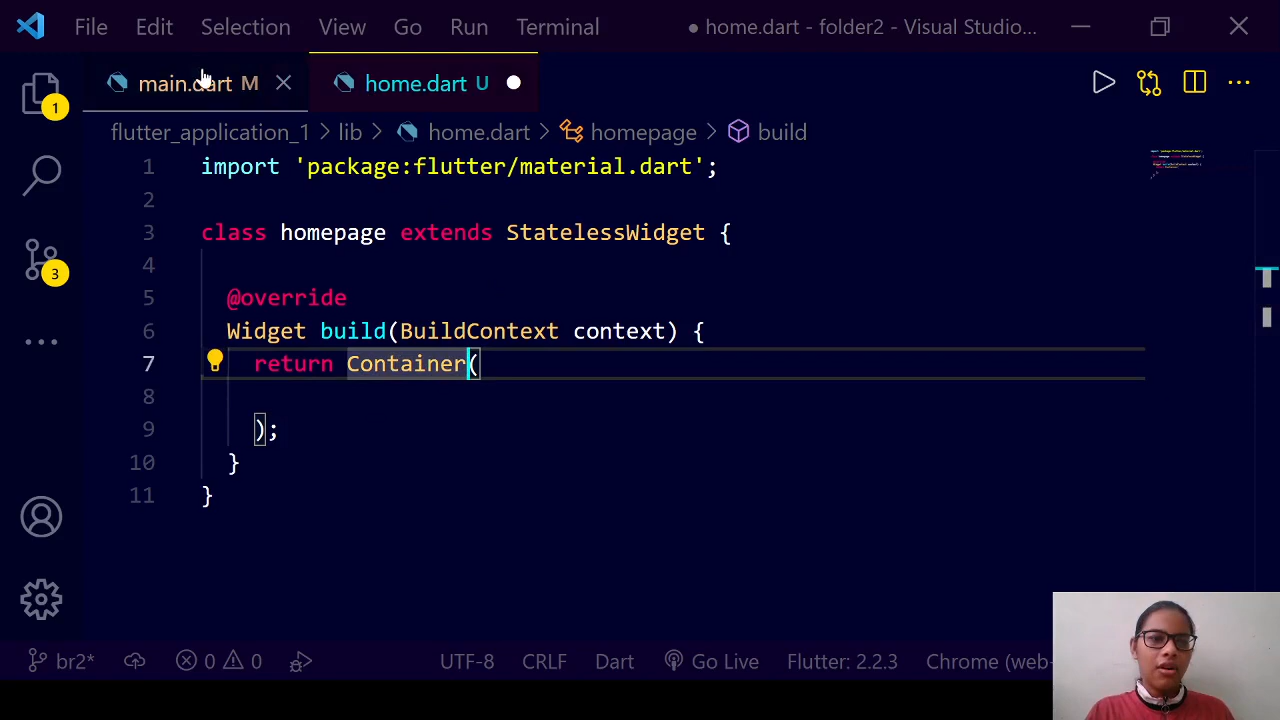 File Edit Selection View Go Run Terminal ● home.dart - folder2 - Visual Studio...
main.dart M home.dart U
flutter_application_1 > lib > home.dart > homepage > build
1 import 'package:flutter/material.dart';
2
3 class homepage extends StatelessWidget {
4
5 @override
6 Widget build(BuildContext context) {
7 return Container(
8
9 );
10 }
11 }
1
3
br2* 0 0 UTF-8 CRLF Dart Go Live Flutter: 2.2.3 Chrome (web-